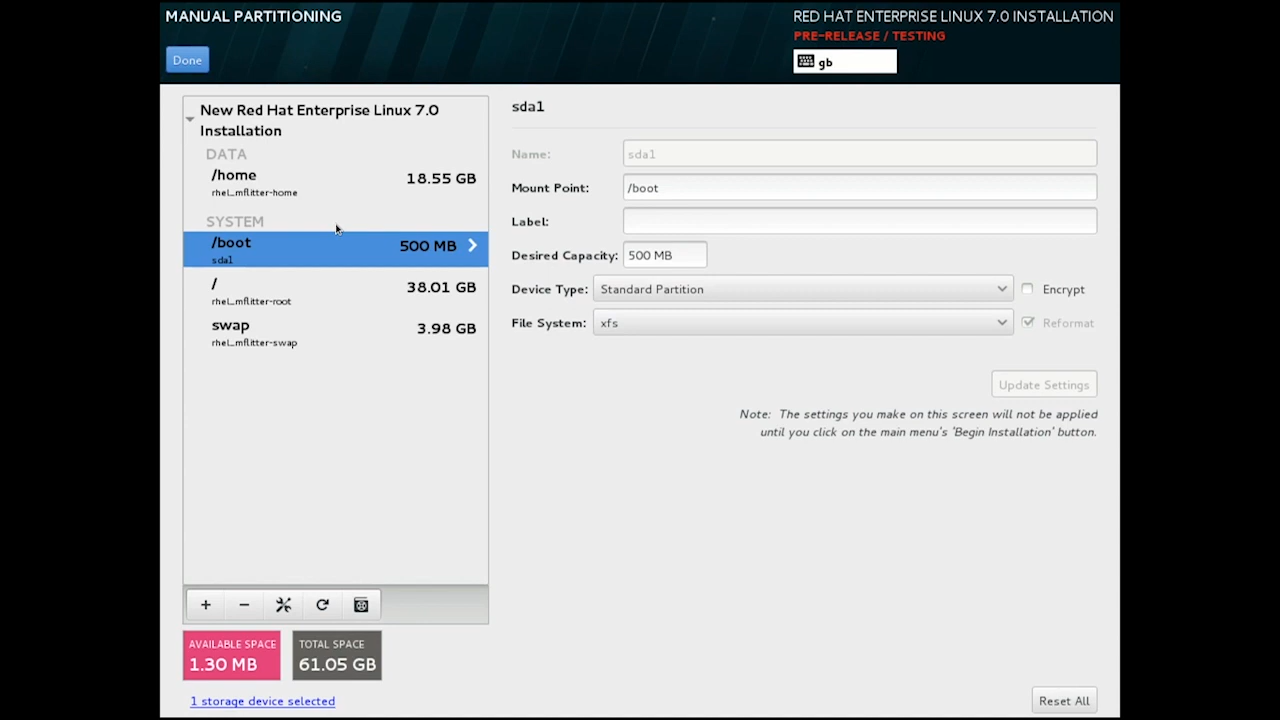 MANUAL PARTITIONING
Done
RED HAT ENTERPRISE LINUX 7.0 INSTALLATION
PRE-RELEASE / TESTING
gb
New Red Hat Enterprise Linux 7.0
Installation
DATA
/home 18.55 GB
rhel_mflitter-home
SYSTEM
/boot 500 MB
sda1
/ 38.01 GB
rhel_mflitter-root
swap 3.98 GB
rhel_mflitter-swap
+ −
AVAILABLE SPACE
1.30 MB
TOTAL SPACE
61.05 GB
1 storage device selected
sda1
Name: sda1
Mount Point: /boot
Label:
Desired Capacity: 500 MB
Device Type: Standard Partition Encrypt
File System: xfs Reformat
Update Settings
Note: The settings you make on this screen will not be applied
until you click on the main menu's 'Begin Installation' button.
Reset All